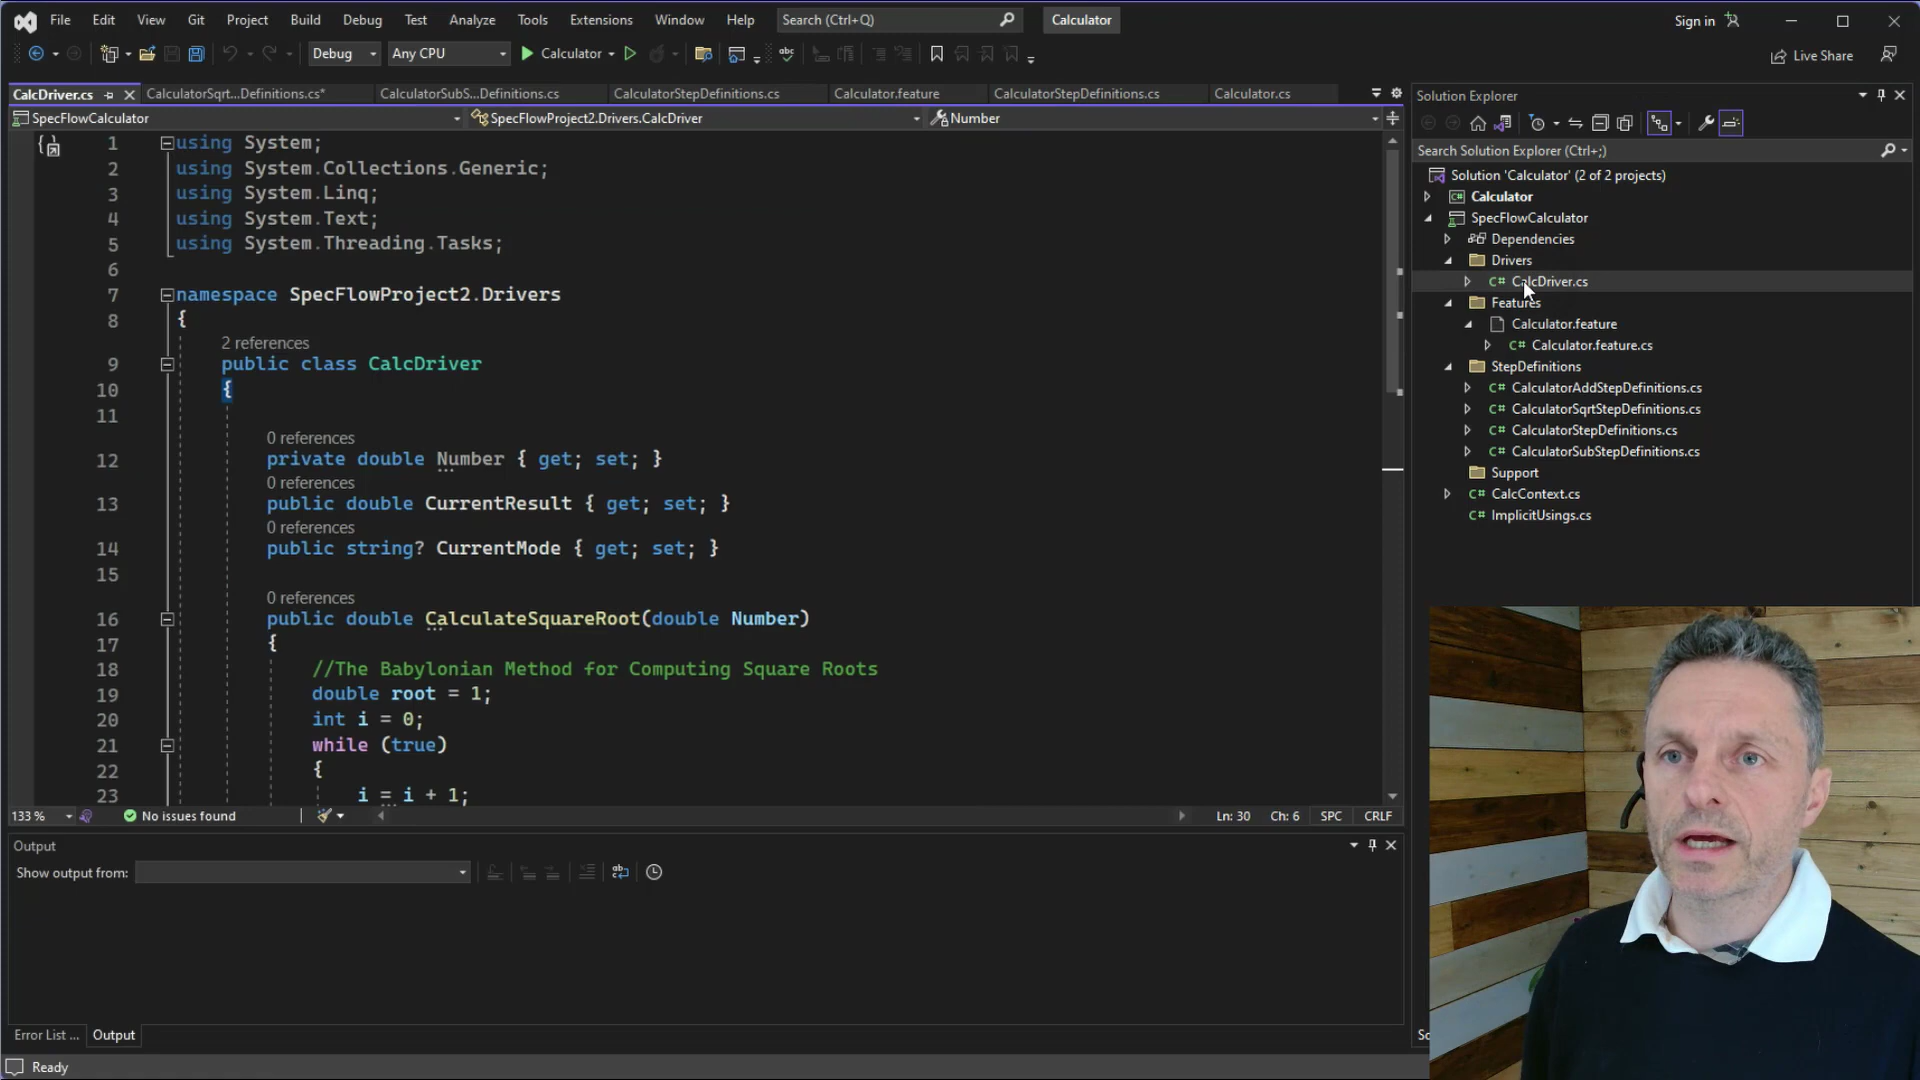 File Edit View Git Project Build Debug Test Analyze Tools Extensions Window Help Search (Ctrl+Q) Calculator Sign in
Debug Any CPU Calculator Live Share
CalcDriver.cs CalculatorSqrt...Definitions.cs* CalculatorSubS...Definitions.cs CalculatorStepDefinitions.cs Calculator.feature CalculatorStepDefinitions.cs Calculator.cs
SpecFlowCalculator SpecFlowProject2.Drivers.CalcDriver Number
1 using System;
2 using System.Collections.Generic;
3 using System.Linq;
4 using System.Text;
5 using System.Threading.Tasks;
6
7 namespace SpecFlowProject2.Drivers
8 {
2 references
9 public class CalcDriver
10 {
11
0 references
12 private double Number { get; set; }
0 references
13 public double CurrentResult { get; set; }
0 references
14 public string? CurrentMode { get; set; }
15
0 references
16 public double CalculateSquareRoot(double Number)
17 {
18 //The Babylonian Method for Computing Square Roots
19 double root = 1;
20 int i = 0;
21 while (true)
22 {
23 i = i + 1;
133 % No issues found Ln: 30 Ch: 6 SPC CRLF
Output
Show output from:
Error List ... Output
Ready
Solution Explorer
Search Solution Explorer (Ctrl+;)
Solution 'Calculator' (2 of 2 projects)
Calculator
SpecFlowCalculator
Dependencies
Drivers
C# CalcDriver.cs
Features
Calculator.feature
C# Calculator.feature.cs
StepDefinitions
C# CalculatorAddStepDefinitions.cs
C# CalculatorSqrtStepDefinitions.cs
C# CalculatorStepDefinitions.cs
C# CalculatorSubStepDefinitions.cs
Support
C# CalcContext.cs
C# ImplicitUsings.cs